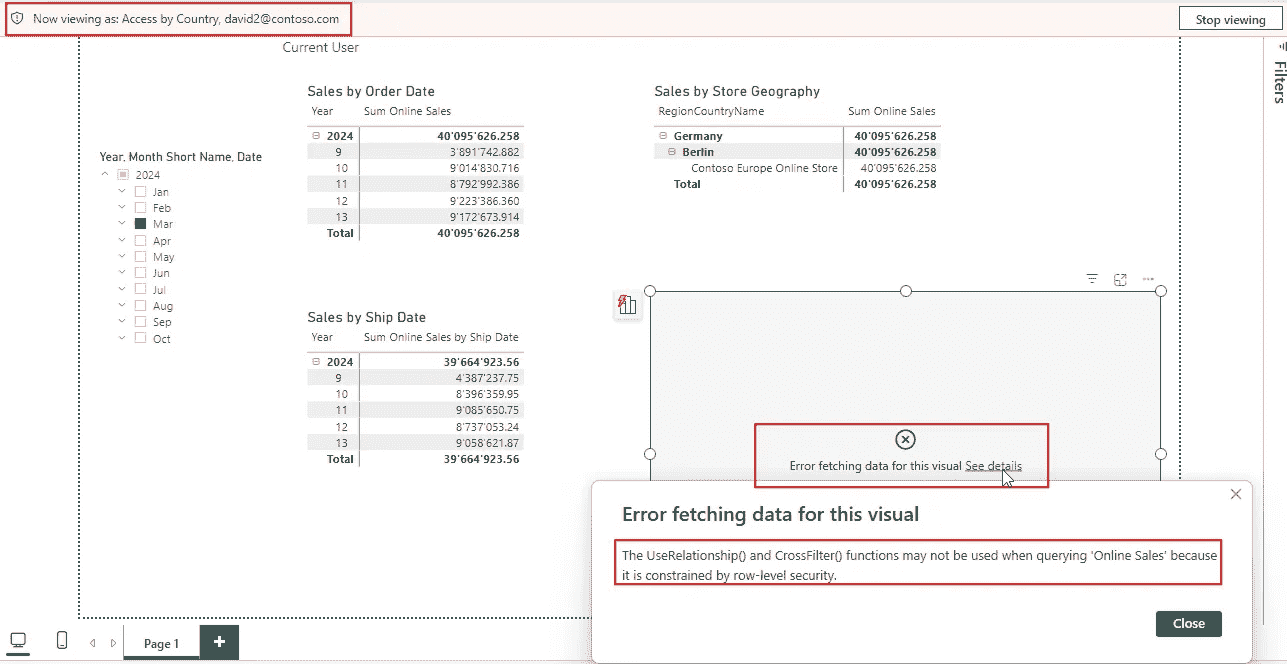 Now viewing as: Access by Country, david2@contoso.com
Stop viewing
Current User
Filters
Sales by Order Date
Year Sum Online Sales
2024 40'095'626.258
9 3'891'742.882
10 9'014'830.716
11 8'792'992.386
12 9'223'386.360
13 9'172'673.914
Total 40'095'626.258
Sales by Store Geography
RegionCountryName Sum Online Sales
Germany 40'095'626.258
Berlin 40'095'626.258
Contoso Europe Online Store 40'095'626.258
Total 40'095'626.258
Year, Month Short Name, Date
2024
Jan
Feb
Mar
Apr
May
Jun
Jul
Aug
Sep
Oct
Sales by Ship Date
Year Sum Online Sales by Ship Date
2024 39'664'923.56
9 4'387'237.75
10 8'396'359.95
11 9'085'650.75
12 8'737'053.24
13 9'058'621.87
Total 39'664'923.56
Error fetching data for this visual See details
Error fetching data for this visual
The UseRelationship() and CrossFilter() functions may not be used when querying 'Online Sales' because
it is constrained by row-level security.
Close
Page 1